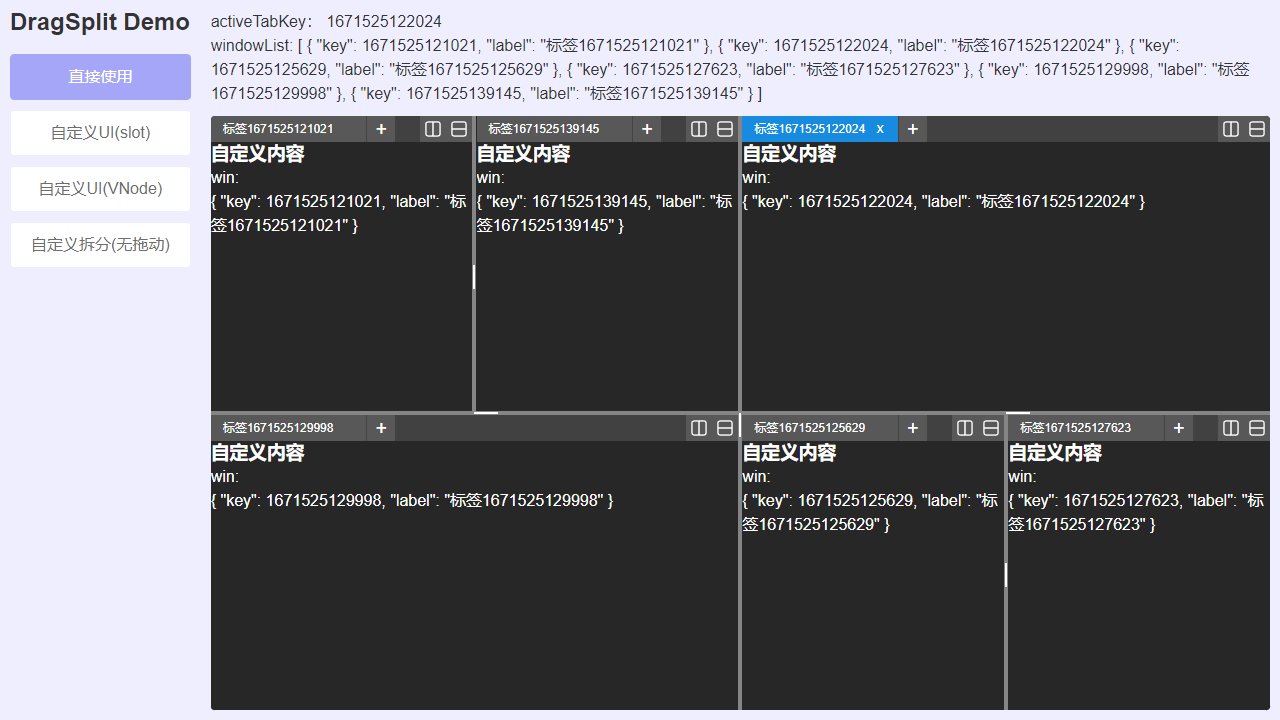 DragSplit Demo
直接使用
自定义UI(slot)
自定义UI(VNode)
自定义拆分(无拖动)
activeTabKey： 1671525122024
windowList: [ { "key": 1671525121021, "label": "标签1671525121021" }, { "key": 1671525122024, "label": "标签1671525122024" }, { "key":
1671525125629, "label": "标签1671525125629" }, { "key": 1671525127623, "label": "标签1671525127623" }, { "key": 1671525129998, "label": "标签
1671525129998" }, { "key": 1671525139145, "label": "标签1671525139145" } ]
标签1671525121021 +
自定义内容
win:
{ "key": 1671525121021, "label": "标
签1671525121021" }
标签1671525139145 +
自定义内容
win:
{ "key": 1671525139145, "label": "标
签1671525139145" }
标签1671525122024 x +
自定义内容
win:
{ "key": 1671525122024, "label": "标签1671525122024" }
标签1671525129998 +
自定义内容
win:
{ "key": 1671525129998, "label": "标签1671525129998" }
标签1671525125629 +
自定义内容
win:
{ "key": 1671525125629, "label": "标
签1671525125629" }
标签1671525127623 +
自定义内容
win:
{ "key": 1671525127623, "label": "标
签1671525127623" }